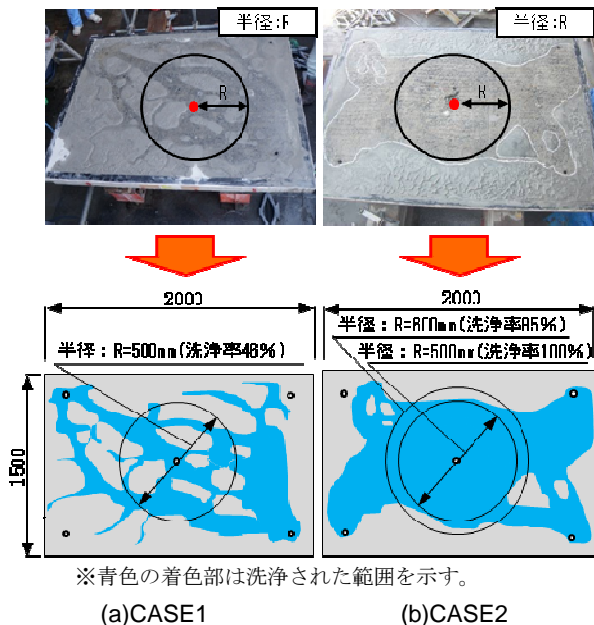 半径:R
半径:R
R
R
2000
2000
半径：R=600mm(洗浄率85%)
半径：R=500mm(洗浄率46%)
半径：R=500mm(洗浄率100%)
1500
※青色の着色部は洗浄された範囲を示す。
(a)CASE1
(b)CASE2